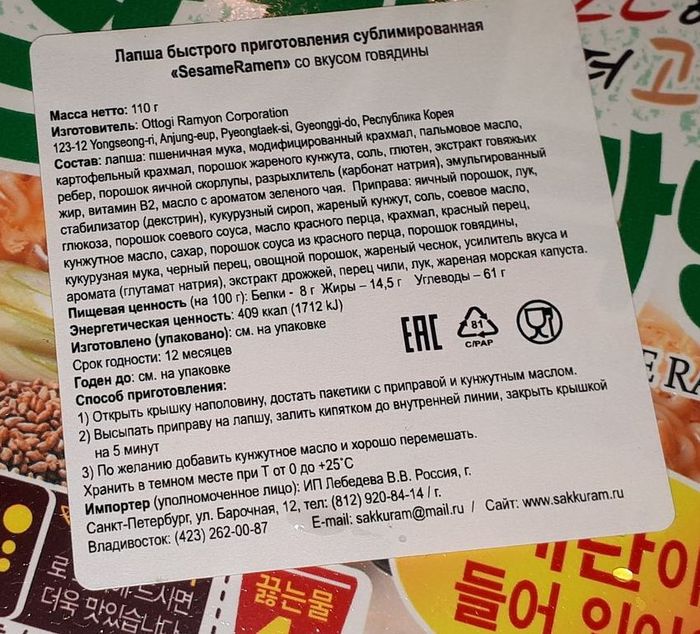 Лапша быстрого приготовления сублимированная
«SesameRamen» со вкусом говядины
Масса нетто: 110 г
Изготовитель: Ottogi Ramyon Corporation
123-12 Yongseong-ri, Anjung-eup, Pyeongtaek-si, Gyeonggi-do, Республика Корея
Состав: лапша: пшеничная мука, модифицированный крахмал, пальмовое масло,
картофельный крахмал, порошок жареного кунжута, соль, глютен, экстракт говяжьих
ребер, порошок яичной скорлупы, разрыхлитель (карбонат натрия), эмульгированный
жир, витамин В2, масло с ароматом зеленого чая. Приправа: яичный порошок, лук,
стабилизатор (декстрин), кукурузный сироп, жареный кунжут, соль, соевое масло,
глюкоза, порошок соевого соуса, масло красного перца, крахмал, красный перец,
кунжутное масло, сахар, порошок соуса из красного перца, порошок говядины,
кукурузная мука, черный перец, овощной порошок, жареный чеснок, усилитель вкуса и
аромата (глутамат натрия), экстракт дрожжей, перец чили, лук, жареная морская капуста.
Пищевая ценность (на 100 г): Белки - 8 г Жиры – 14,5 г Углеводы – 61 г
Энергетическая ценность: 409 ккал (1712 kJ)
Изготовлено (упаковано): см. на упаковке
Срок годности: 12 месяцев
Годен до: см. на упаковке
EAC
81
C/PAP
Способ приготовления:
1) Открыть крышку наполовину, достать пакетики с приправой и кунжутным маслом.
2) Высыпать приправу на лапшу, залить кипятком до внутренней линии, закрыть крышкой
на 5 минут
3) По желанию добавить кунжутное масло и хорошо перемешать.
Хранить в темном месте при Т от 0 до +25°С
Импортер (уполномоченное лицо): ИП Лебедева В.В. Россия, г.
Санкт-Петербург, ул. Барочная, 12, тел: (812) 920-84-14 / г.
Владивосток: (423) 262-00-87 E-mail: sakkuram@mail.ru / Сайт: www.sakkuram.ru
더욱 맛있습니다
끓는물
들어